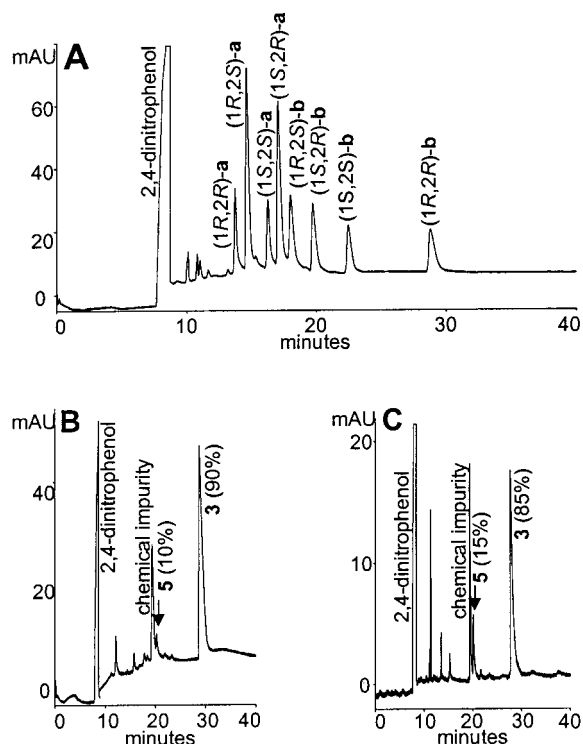 A
mAU
60
40
20
0
2,4-dinitrophenol
(1R,2R)-a
(1R,2S)-a
(1S,2S)-a
(1S,2R)-a
(1R,2S)-b
(1S,2R)-b
(1S,2S)-b
(1R,2R)-b
0 10 20 30 40
minutes
B
mAU
40
20
0
2,4-dinitrophenol
chemical impurity
5 (10%)
3 (90%)
0 10 20 30 40
minutes
C
mAU
20
10
0
2,4-dinitrophenol
chemical impurity
5 (15%)
3 (85%)
0 10 20 30 40
minutes